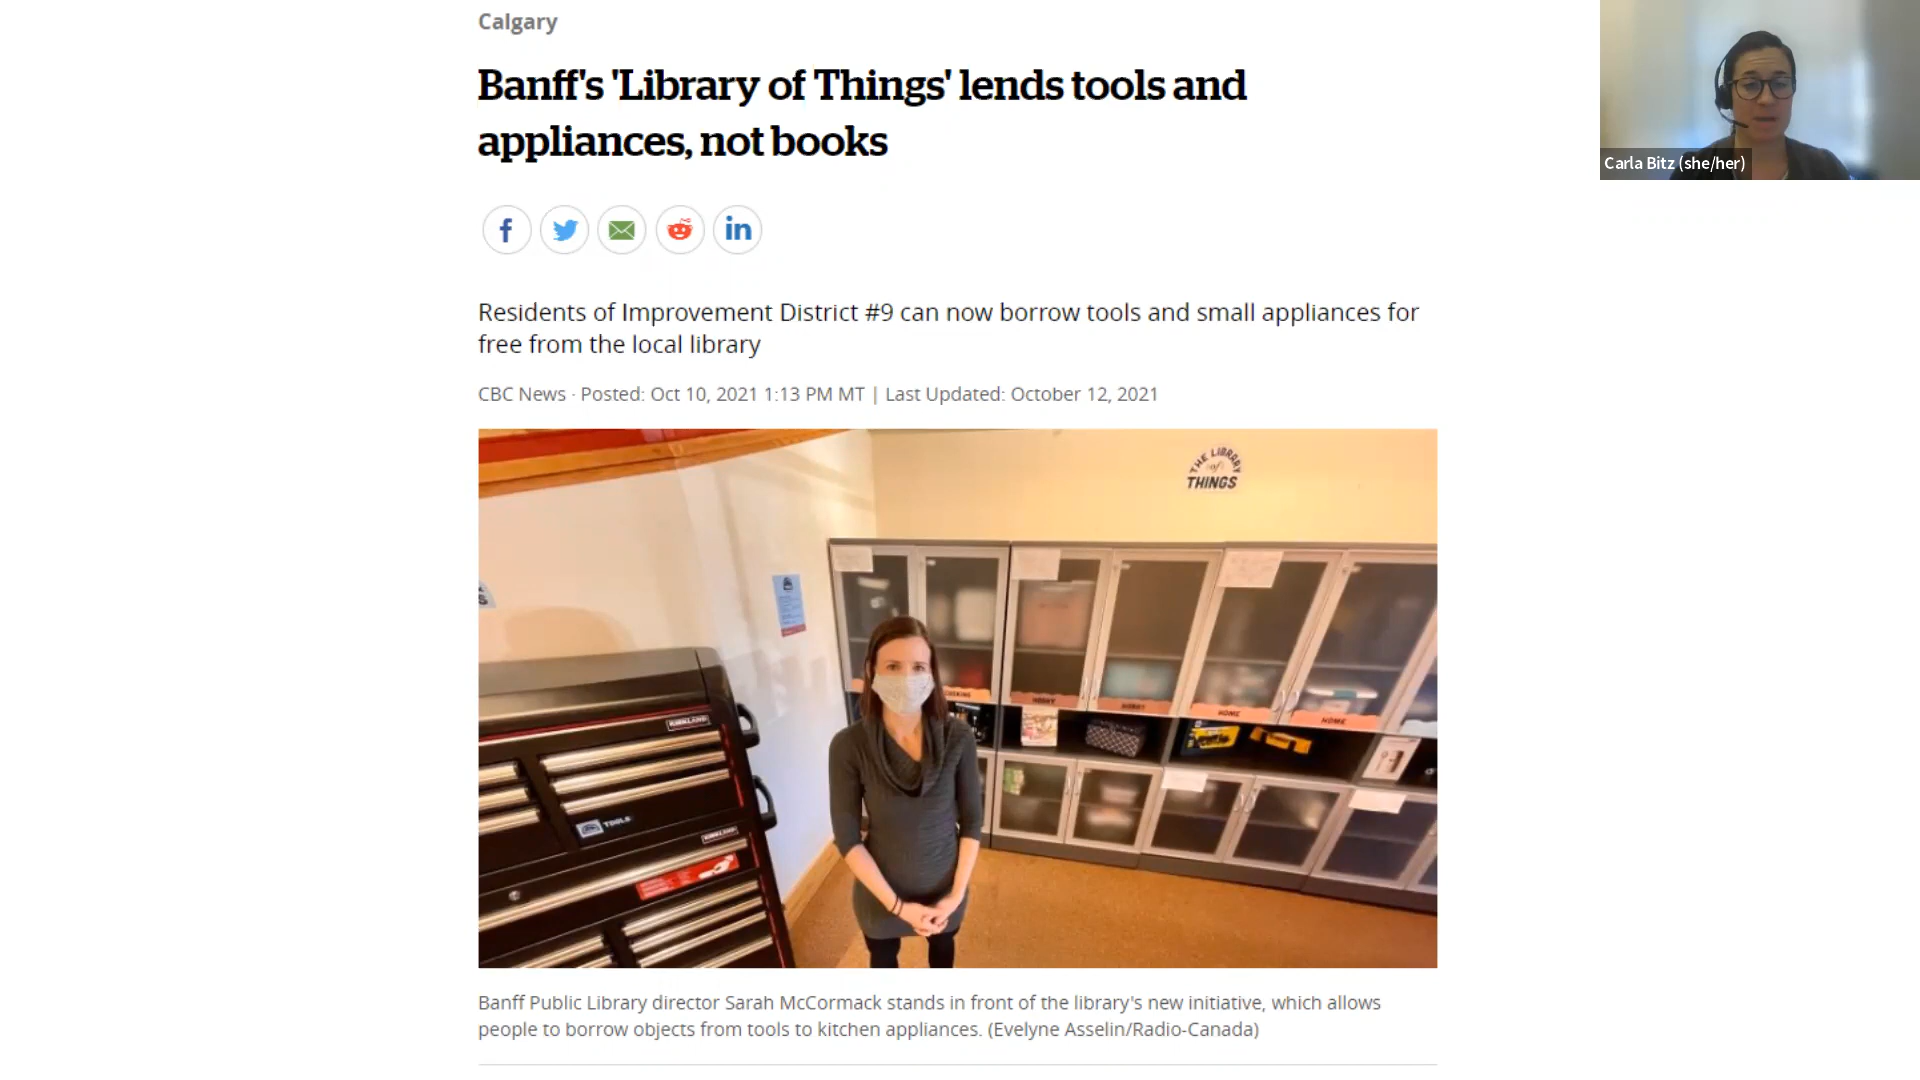 Calgary
Banff's 'Library of Things' lends tools and
appliances, not books
Carla Bitz (she/her)
Residents of Improvement District #9 can now borrow tools and small appliances for
free from the local library
CBC News · Posted: Oct 10, 2021 1:13 PM MT | Last Updated: October 12, 2021
THE LIBRARY
of
THINGS
KIRKLAND
HOBBY
HOBBY
HOME
HOME
TOOLS
KIRKLAND
Banff Public Library director Sarah McCormack stands in front of the library's new initiative, which allows
people to borrow objects from tools to kitchen appliances. (Evelyne Asselin/Radio-Canada)